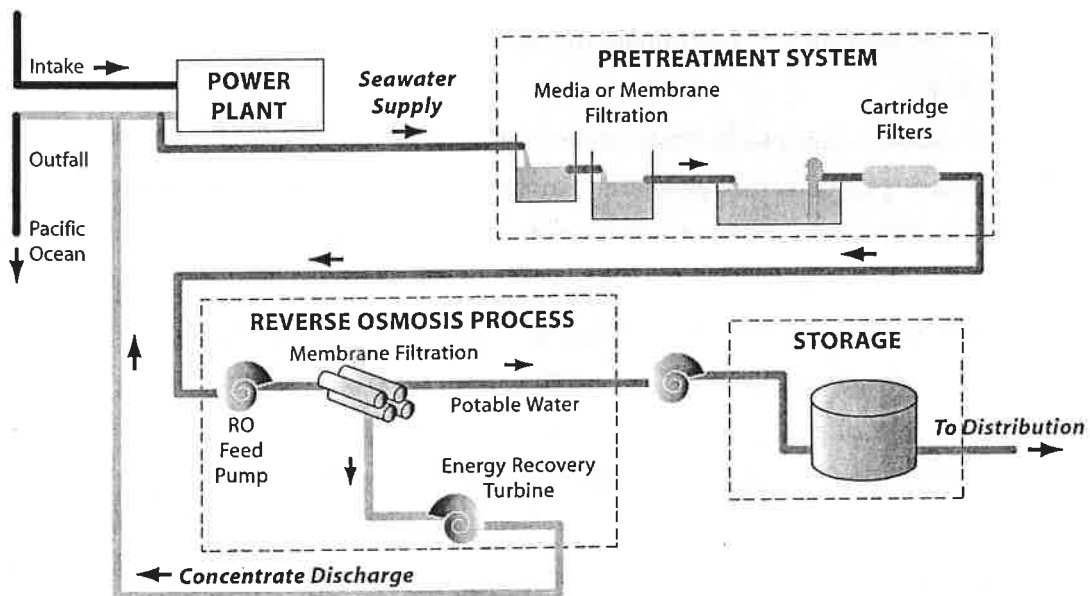 Intake
POWER
PLANT
Seawater
Supply
PRETREATMENT SYSTEM
Media or Membrane
Filtration
Cartridge
Filters
Outfall
Pacific
Ocean
REVERSE OSMOSIS PROCESS
Membrane Filtration
Potable Water
RO
Feed
Pump
Energy Recovery
Turbine
STORAGE
To Distribution
Concentrate Discharge